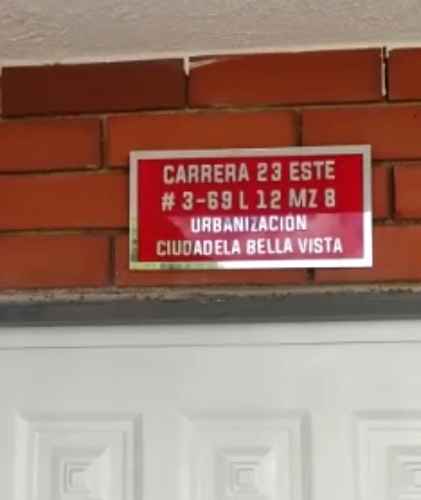 CARRERA 23 ESTE
# 3-69 L 12 MZ 8
URBANIZACION
CIUDADELA BELLA VISTA